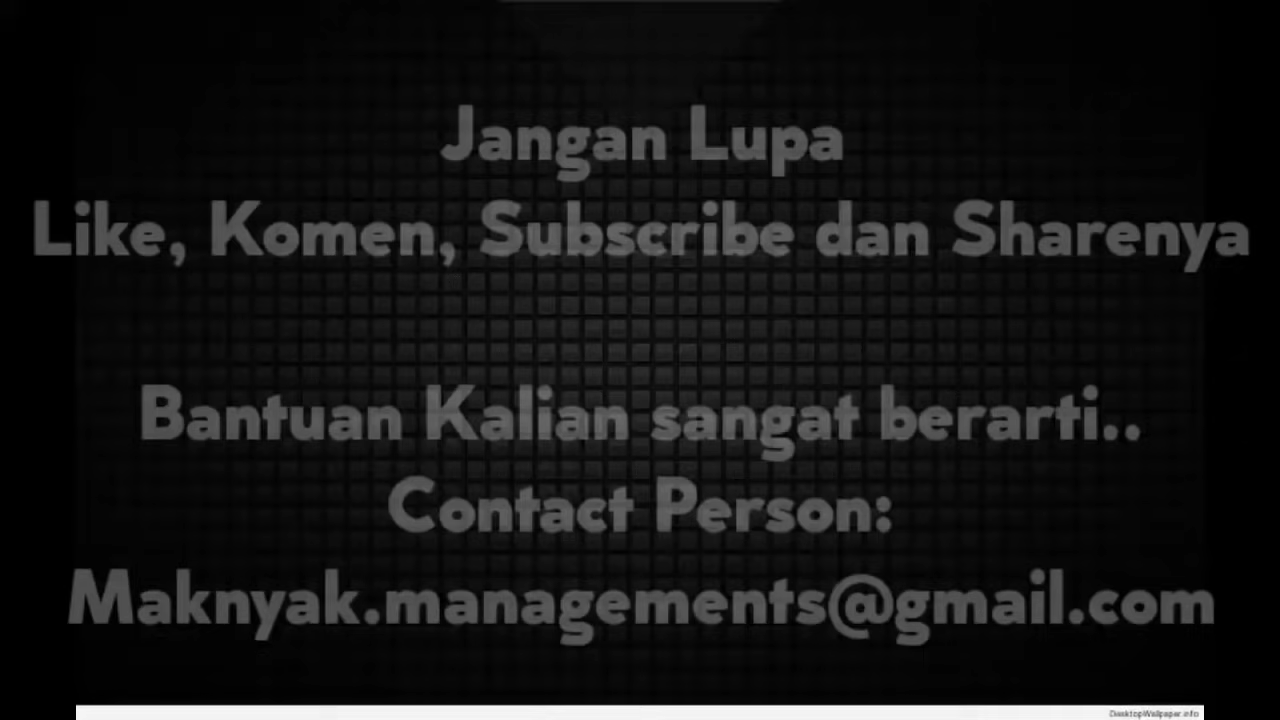 Jangan Lupa
Like, Komen, Subscribe dan Sharenya
Bantuan Kalian sangat berarti..
Contact Person:
Maknyak.managements@gmail.com
DesktopWallpaper.info